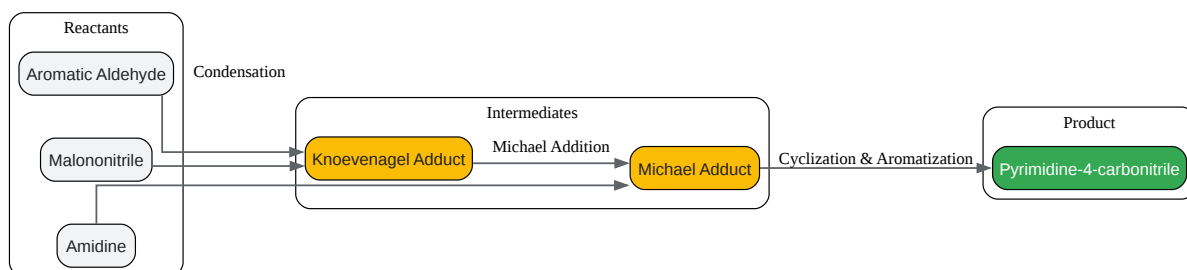 Reactants
Aromatic Aldehyde
Condensation
Malononitrile
Amidine
Intermediates
Knoevenagel Adduct
Michael Addition
Michael Adduct
Cyclization & Aromatization
Product
Pyrimidine-4-carbonitrile